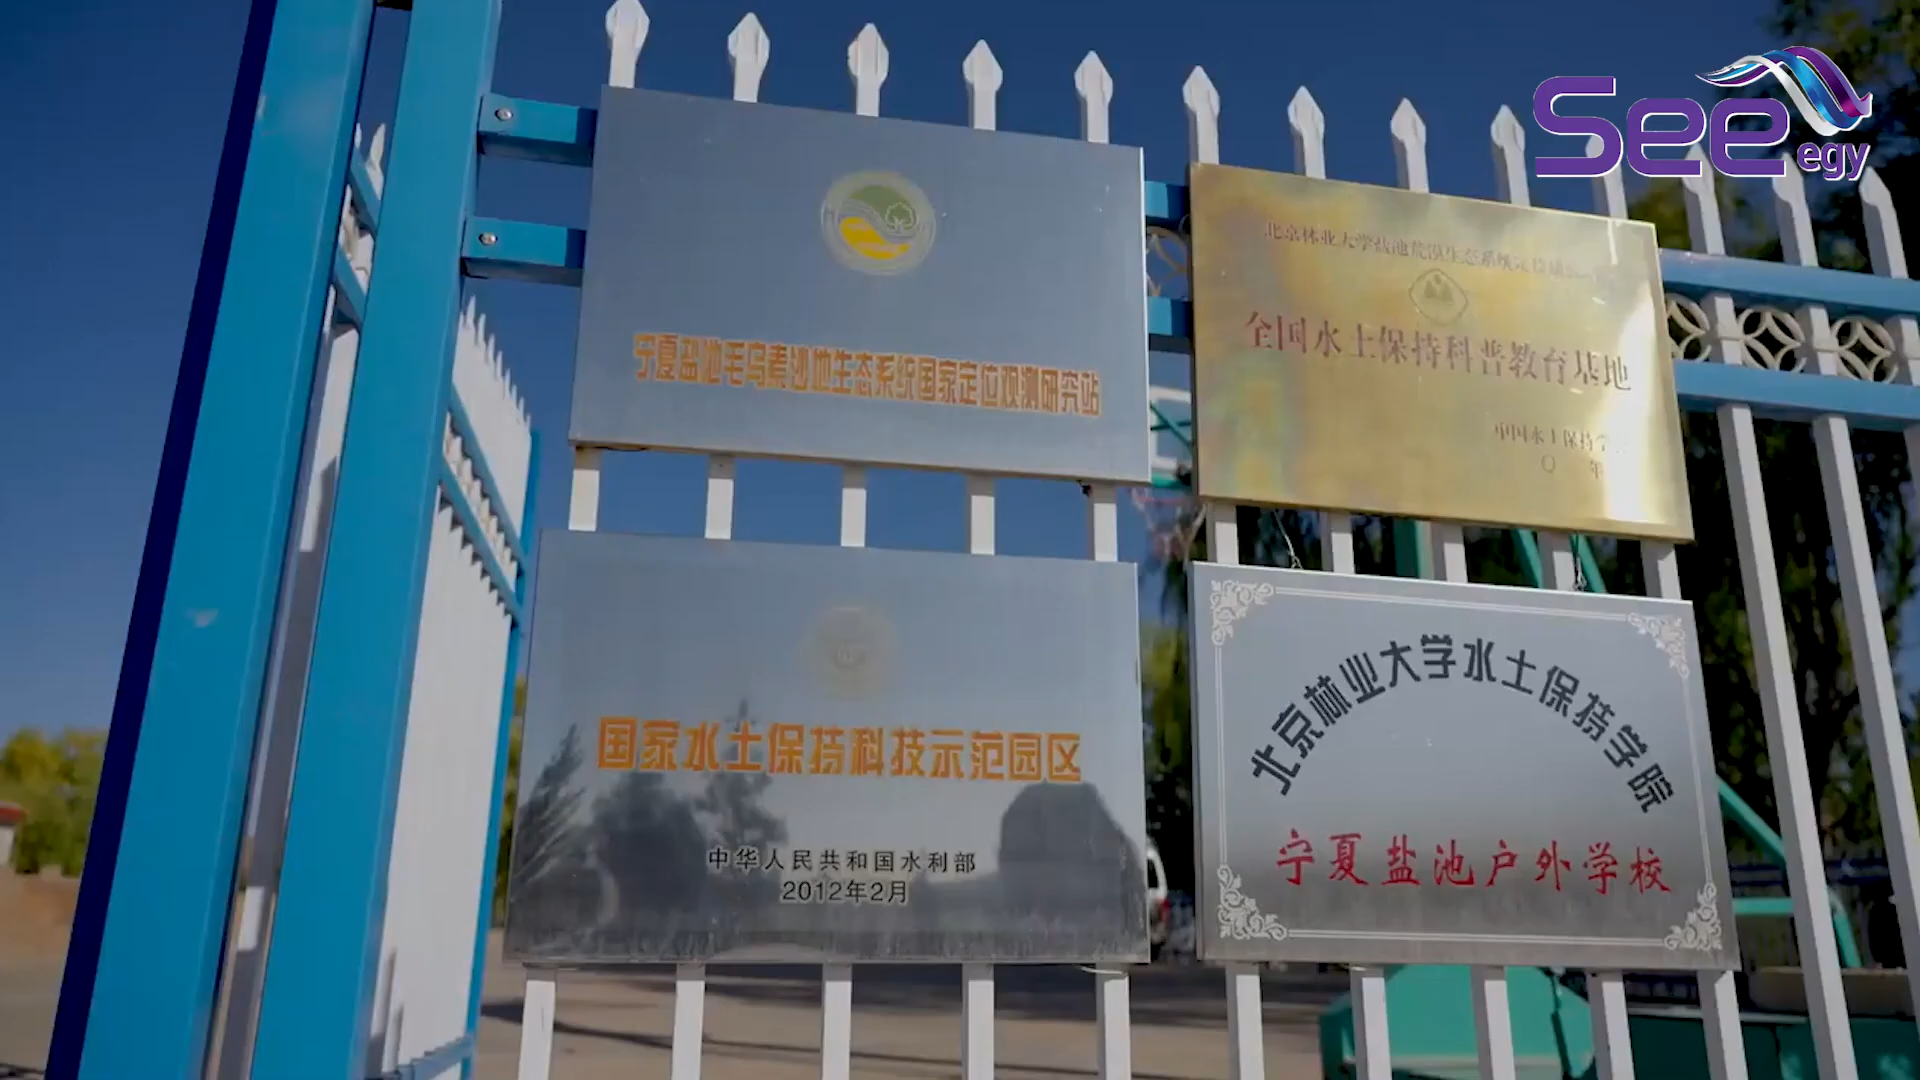 See
egy
宁夏盐池毛乌素沙地生态系统国家定位观测研究站
全国水土保持科普教育基地
国家水土保持科技示范园区
中华人民共和国水利部
2012年2月
北京林业大学水土保持学院
宁夏盐池户外学校